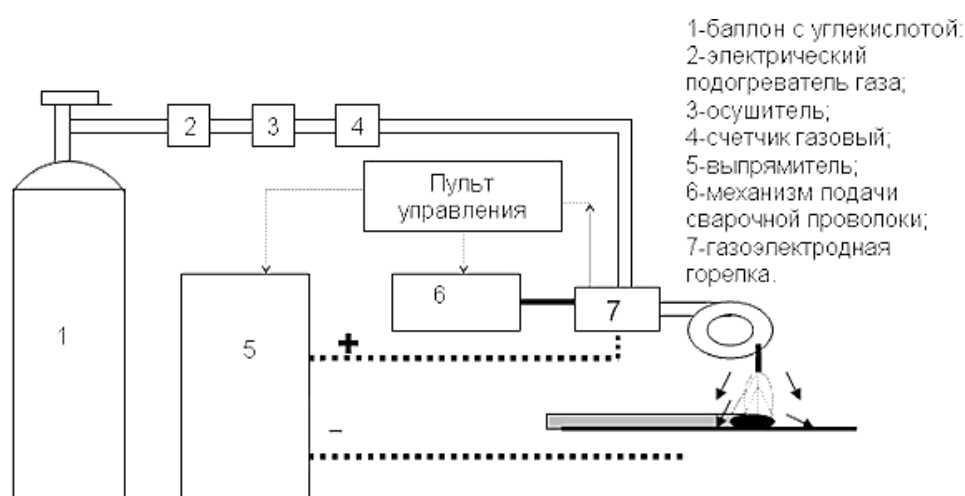 1-баллон с углекислотой:
2-электрический
подогреватель газа;
3-осушитель;
4-счетчик газовый;
5-выпрямитель;
6-механизм подачи
сварочной проволоки;
7-газоэлектродная
горелка.
2 3 4
Пульт
управления
6
7
1
5
+
–